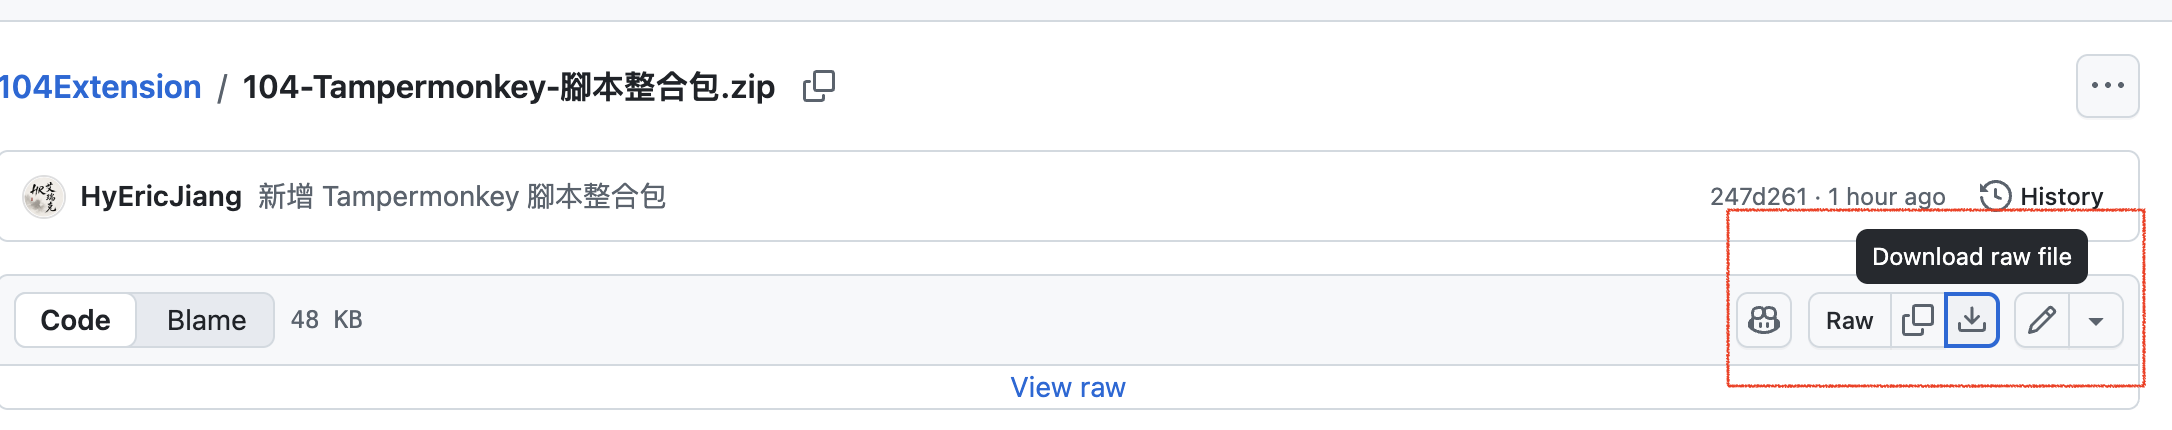 104Extension / 104-Tampermonkey-腳本整合包.zip
HyEricJiang 新增 Tampermonkey 腳本整合包 247d261 · 1 hour ago History
Download raw file
Code Blame 48 KB Raw
View raw